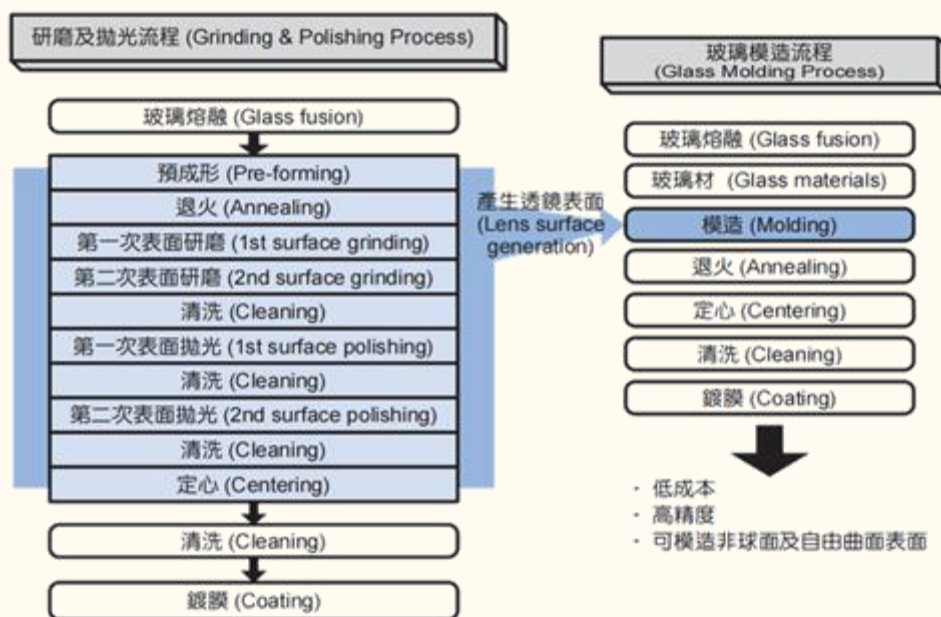 研磨及拋光流程 (Grinding & Polishing Process)
玻璃熔融 (Glass fusion)
預成形 (Pre-forming)
退火 (Annealing)
第一次表面研磨 (1st surface grinding)
第二次表面研磨 (2nd surface grinding)
清洗 (Cleaning)
第一次表面拋光 (1st surface polishing)
清洗 (Cleaning)
第二次表面拋光 (2nd surface polishing)
清洗 (Cleaning)
定心 (Centering)
清洗 (Cleaning)
鍍膜 (Coating)
產生透鏡表面
(Lens surface
generation)
玻璃模造流程
(Glass Molding Process)
玻璃熔融 (Glass fusion)
玻璃材 (Glass materials)
模造 (Molding)
退火 (Annealing)
定心 (Centering)
清洗 (Cleaning)
鍍膜 (Coating)
· 低成本
· 高精度
· 可模造非球面及自由曲面表面